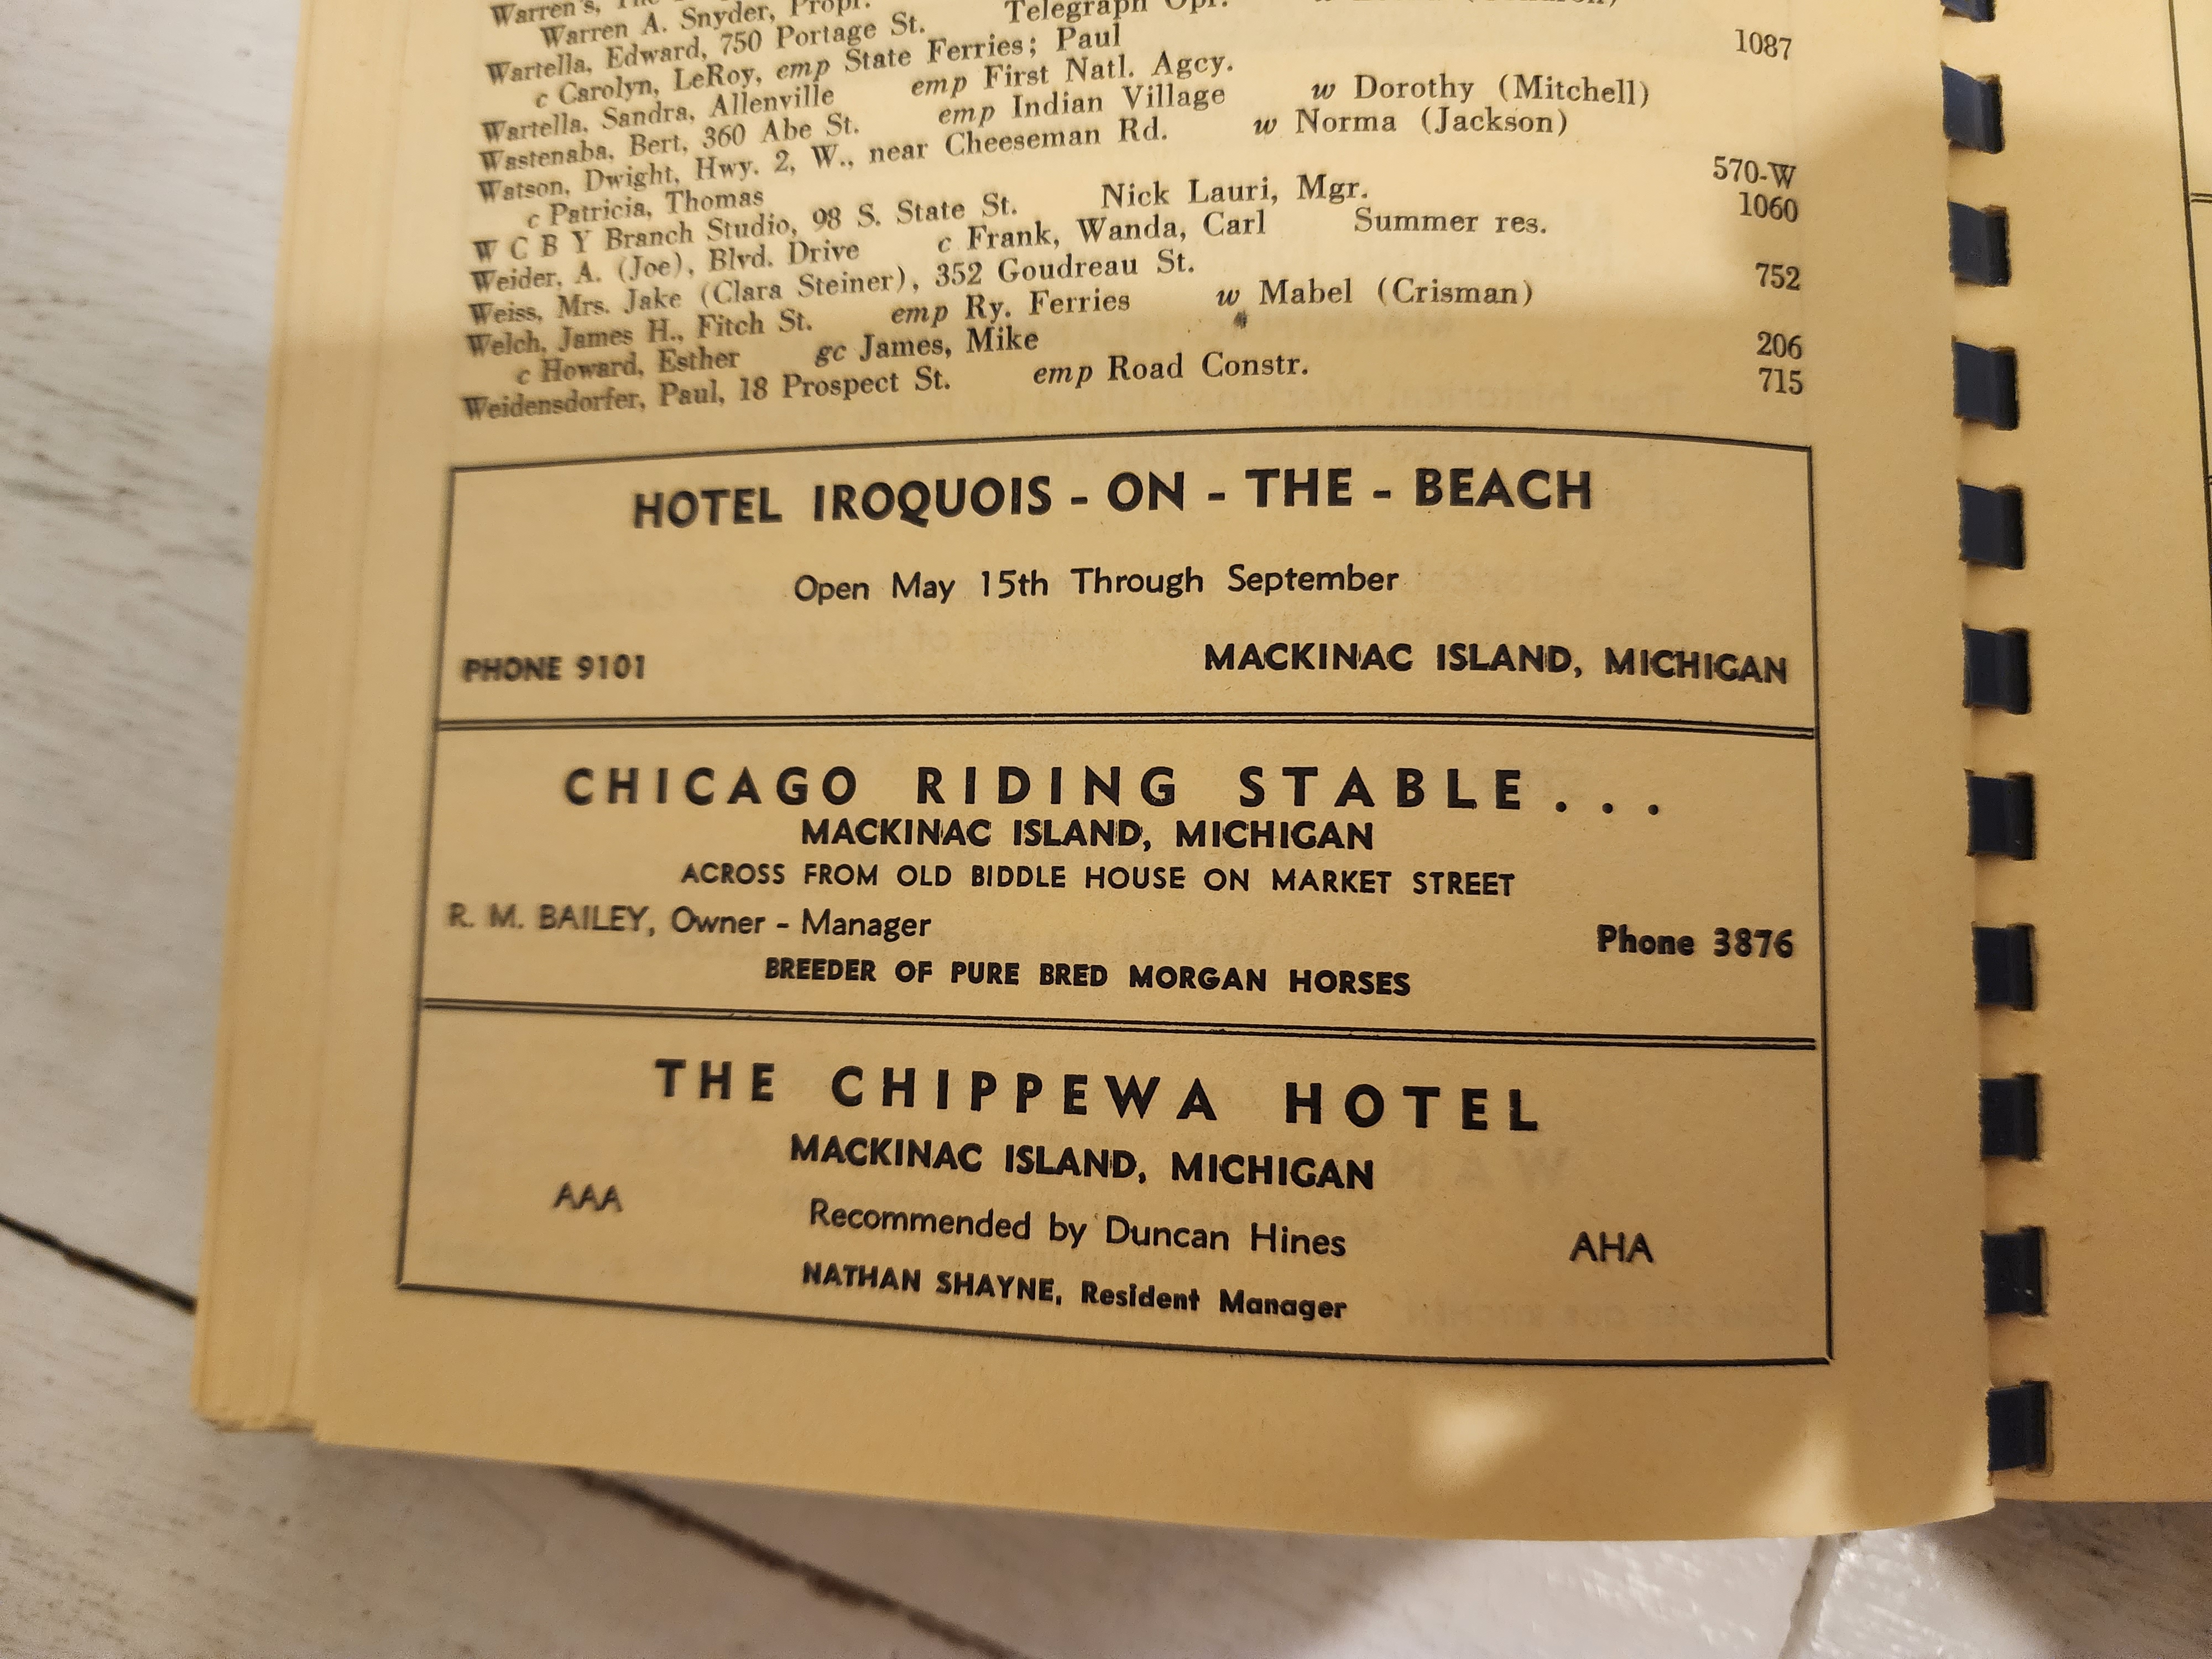 Warren's,
Warren A. Snyder, Propr.
Wartella, Edward, 750 Portage St. Telegraph Opr.
c Carolyn, LeRoy, emp State Ferries; Paul 1087
Wartella, Sandra, Allenville emp First Natl. Agcy.
Wastenaba, Bert, 360 Abe St. emp Indian Village w Dorothy (Mitchell)
Watson, Dwight, Hwy. 2, W., near Cheeseman Rd. w Norma (Jackson)
c Patricia, Thomas 570-W
W C B Y Branch Studio, 98 S. State St. Nick Lauri, Mgr. 1060
Weider, A. (Joe), Blvd. Drive c Frank, Wanda, Carl Summer res.
Weiss, Mrs. Jake (Clara Steiner), 352 Goudreau St. 752
Welch, James H., Fitch St. emp Ry. Ferries w Mabel (Crisman)
c Howard, Esther gc James, Mike 206
Weidensdorfer, Paul, 18 Prospect St. emp Road Constr. 715
HOTEL IROQUOIS - ON - THE - BEACH
Open May 15th Through September
PHONE 9101 MACKINAC ISLAND, MICHIGAN
CHICAGO RIDING STABLE . . .
MACKINAC ISLAND, MICHIGAN
ACROSS FROM OLD BIDDLE HOUSE ON MARKET STREET
R. M. BAILEY, Owner - Manager Phone 3876
BREEDER OF PURE BRED MORGAN HORSES
THE CHIPPEWA HOTEL
MACKINAC ISLAND, MICHIGAN
AAA Recommended by Duncan Hines AHA
NATHAN SHAYNE, Resident Manager